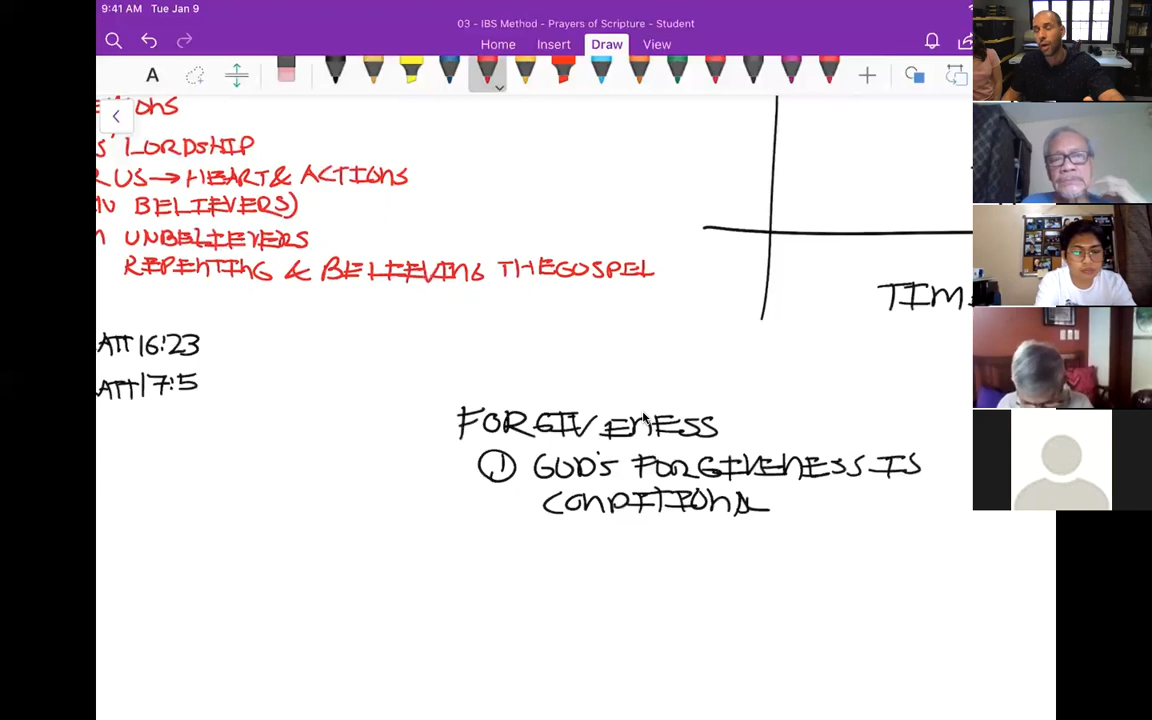 9:41 AM Tue Jan 9
03 - IBS Method - Prayers of Scripture - Student
Home Insert Draw View
A
S' LORDSHIP
R US → HEART & ACTIONS
BELIEVERS)
UNBELIEVERS
REPENTING & BELIEVING THE GOSPEL
TIM
ATT 16:23
ATT 17:5
FORGIVENESS
① GOD'S FORGIVENESS IS
CONDITIONAL